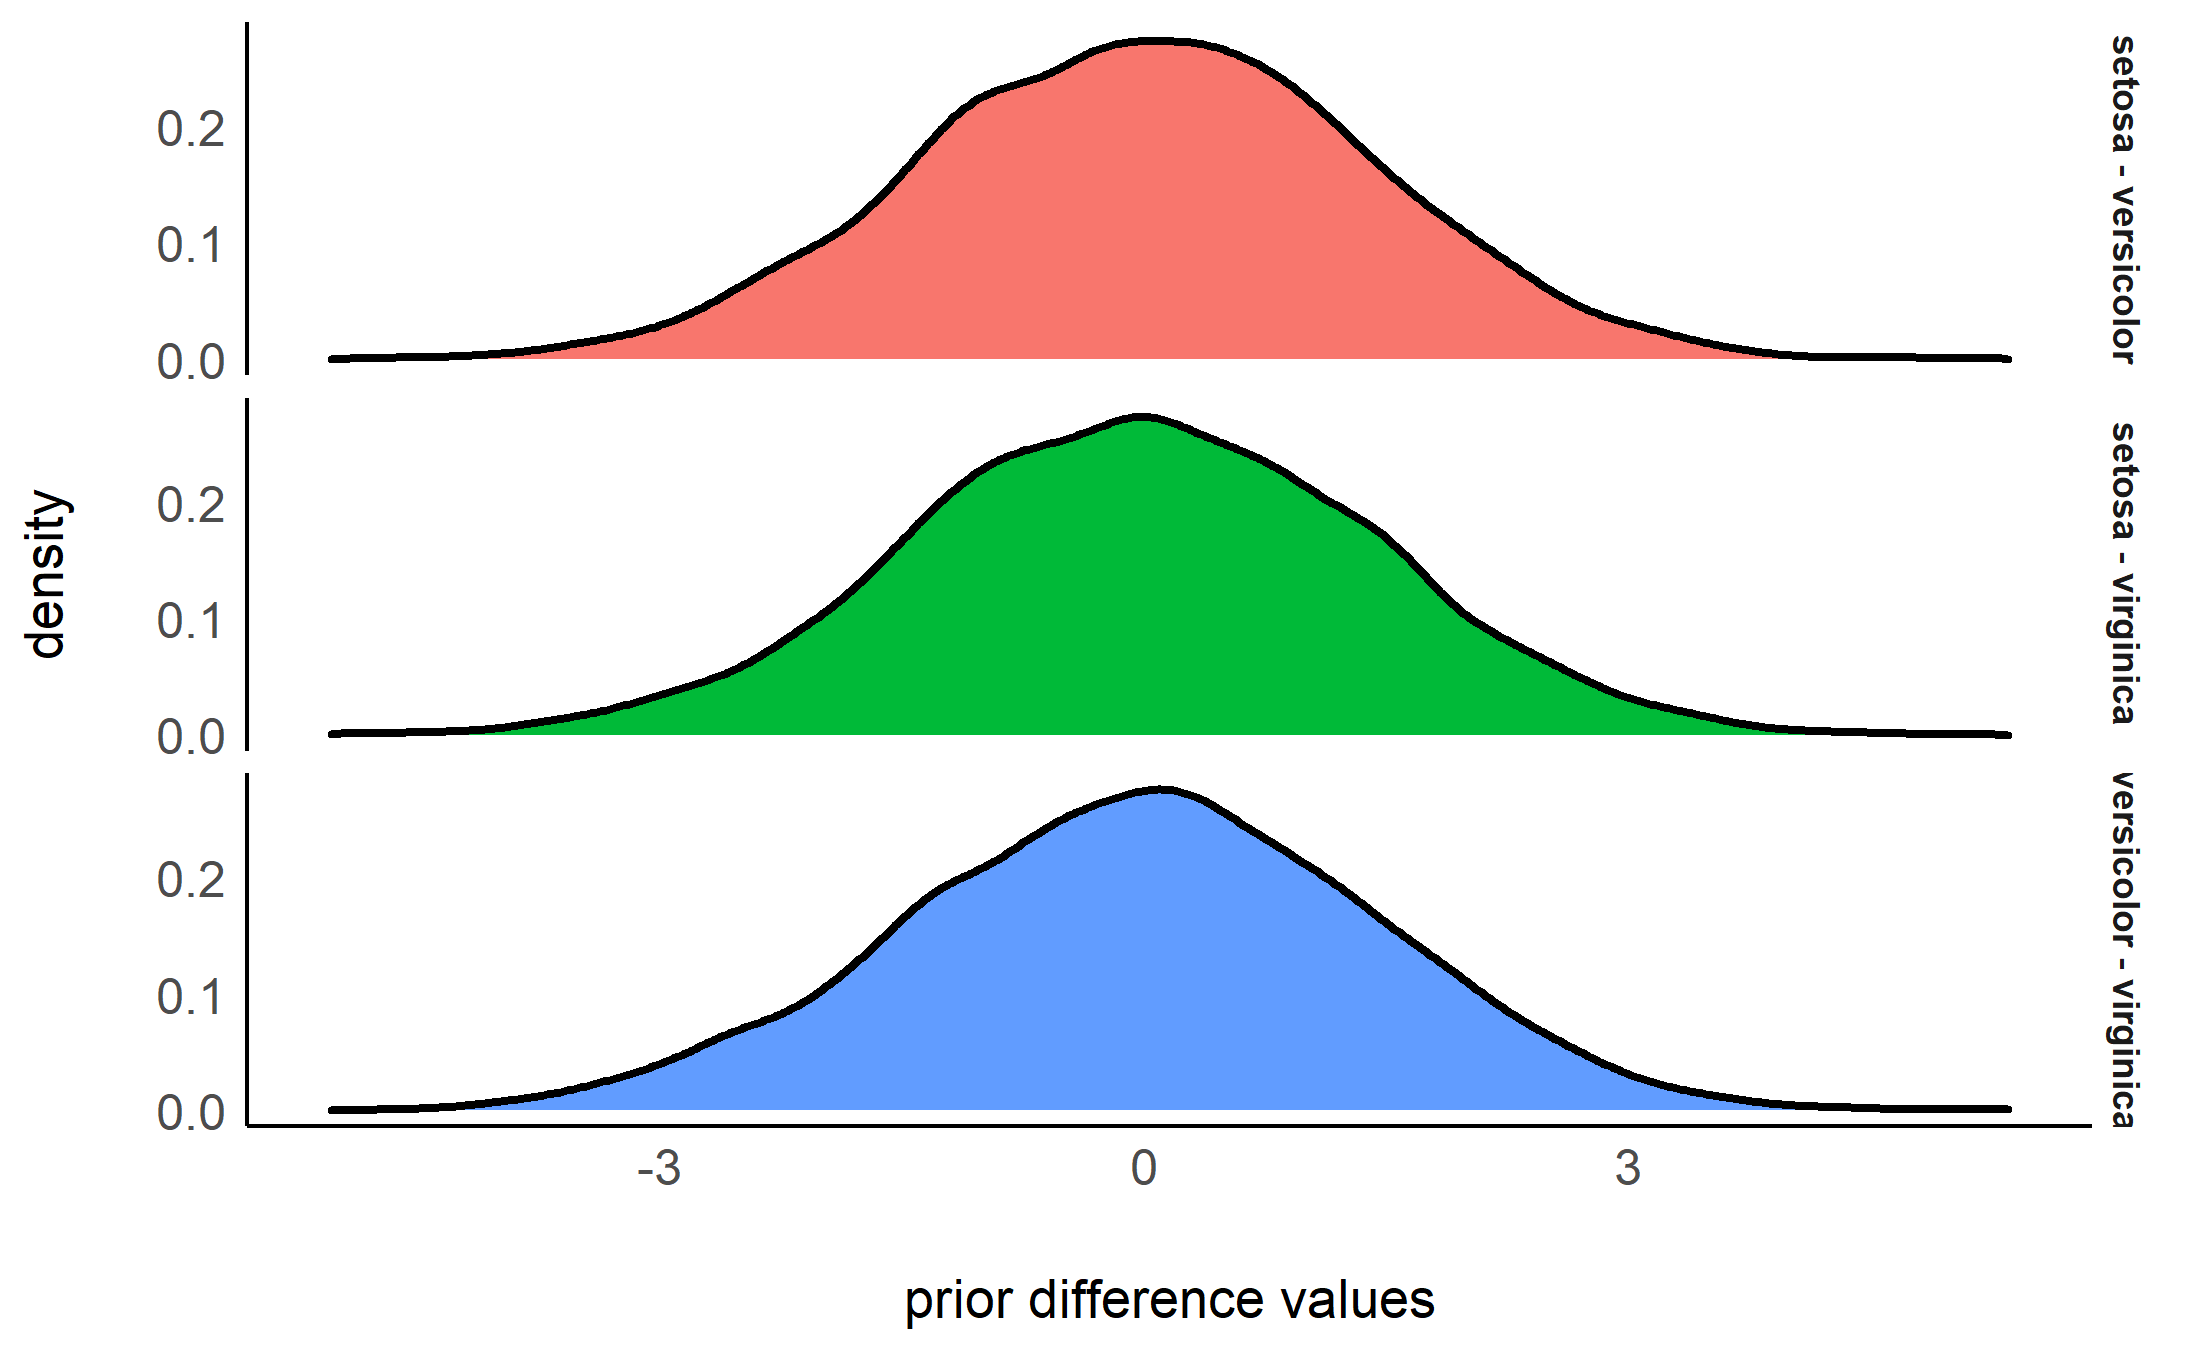 density
0.2
0.1
0.0
setosa - versicolor
0.2
0.1
0.0
setosa - virginica
0.2
0.1
0.0
versicolor - virginica
-3 0 3
prior difference values